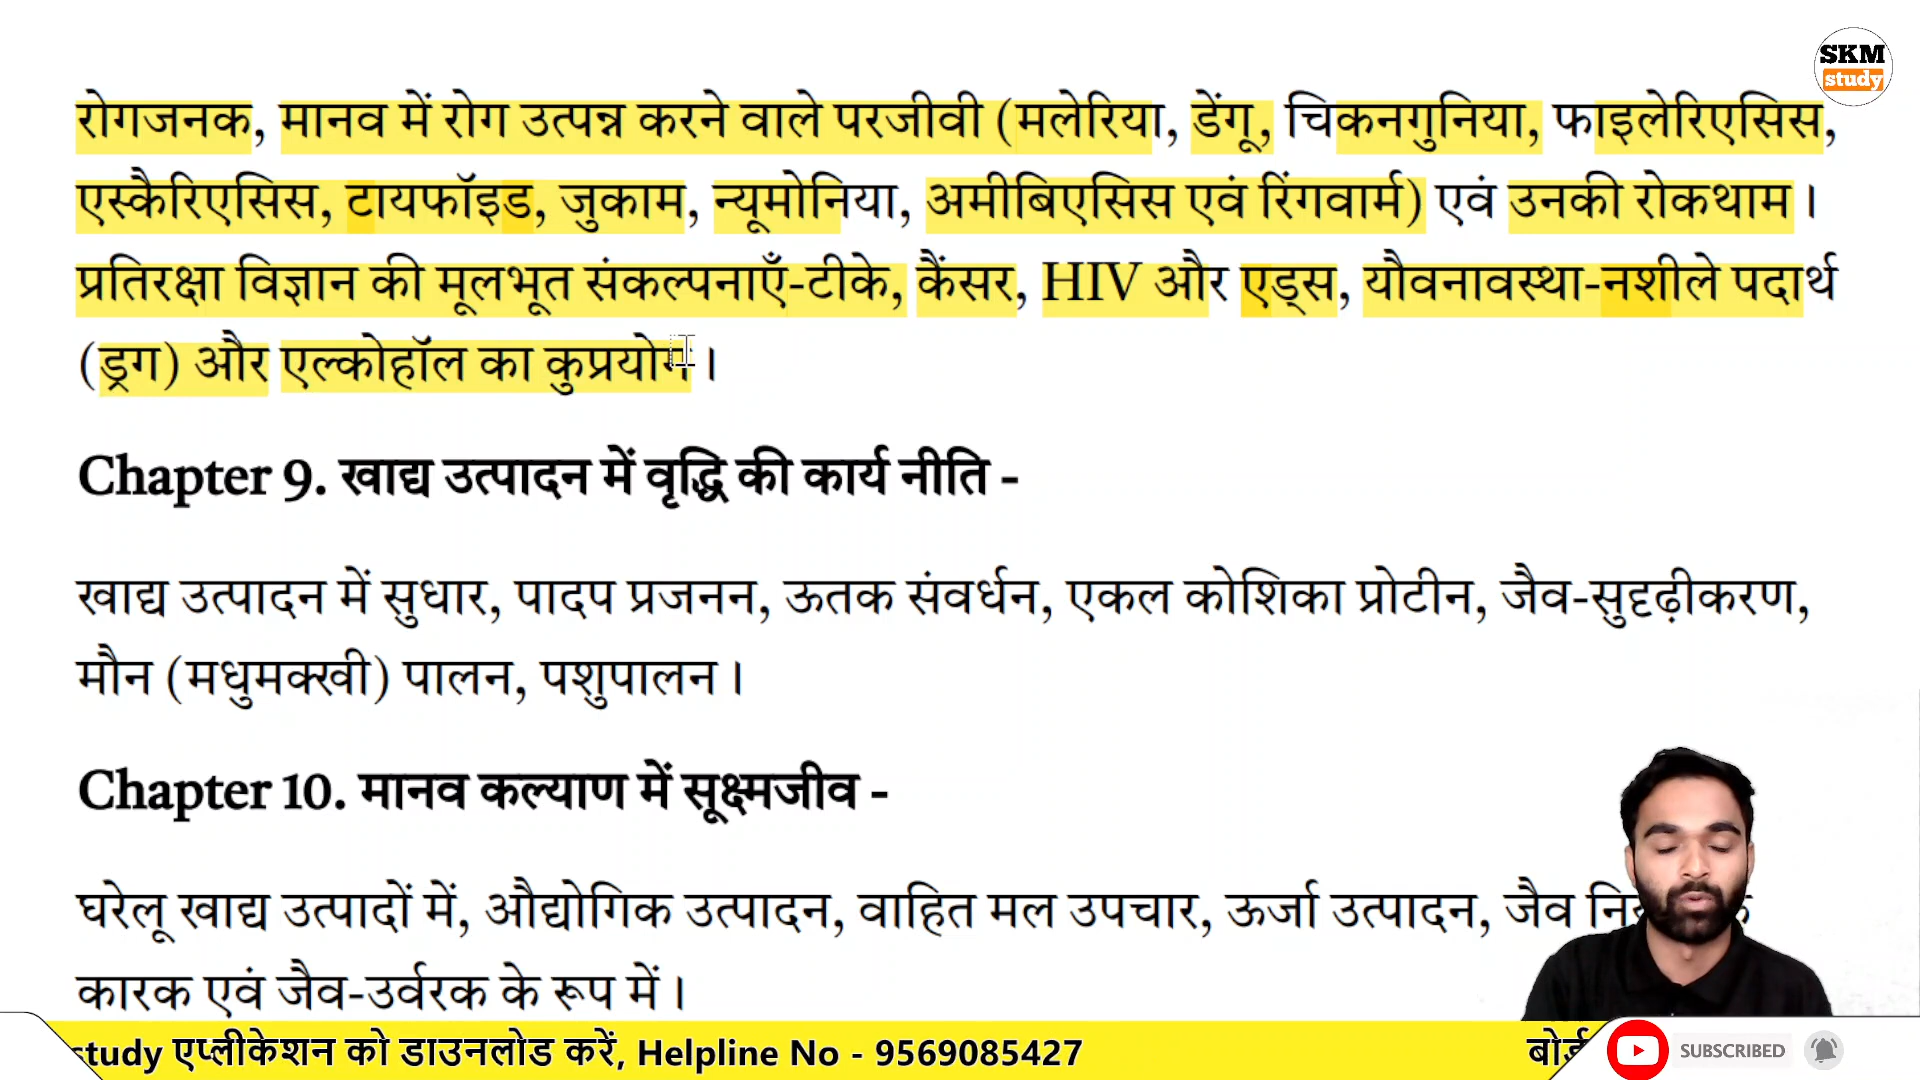 SKM
study
रोगजनक, मानव में रोग उत्पन्न करने वाले परजीवी (मलेरिया, डेंगू, चिकनगुनिया, फाइलेरिएसिस,
एस्कैरिएसिस, टायफॉइड, जुकाम, न्यूमोनिया, अमीबिएसिस एवं रिंगवार्म) एवं उनकी रोकथाम।
प्रतिरक्षा विज्ञान की मूलभूत संकल्पनाएँ-टीके, कैंसर, HIV और एड्स, यौवनावस्था-नशीले पदार्थ
(ड्रग) और एल्कोहॉल का कुप्रयोग।
Chapter 9. खाद्य उत्पादन में वृद्धि की कार्य नीति -
खाद्य उत्पादन में सुधार, पादप प्रजनन, ऊतक संवर्धन, एकल कोशिका प्रोटीन, जैव-सुदृढ़ीकरण,
मौन (मधुमक्खी) पालन, पशुपालन।
Chapter 10. मानव कल्याण में सूक्ष्मजीव -
घरेलू खाद्य उत्पादों में, औद्योगिक उत्पादन, वाहित मल उपचार, ऊर्जा उत्पादन, जैव
कारक एवं जैव-उर्वरक के रूप में।
study एप्लीकेशन को डाउनलोड करें, Helpline No - 9569085427
SUBSCRIBED